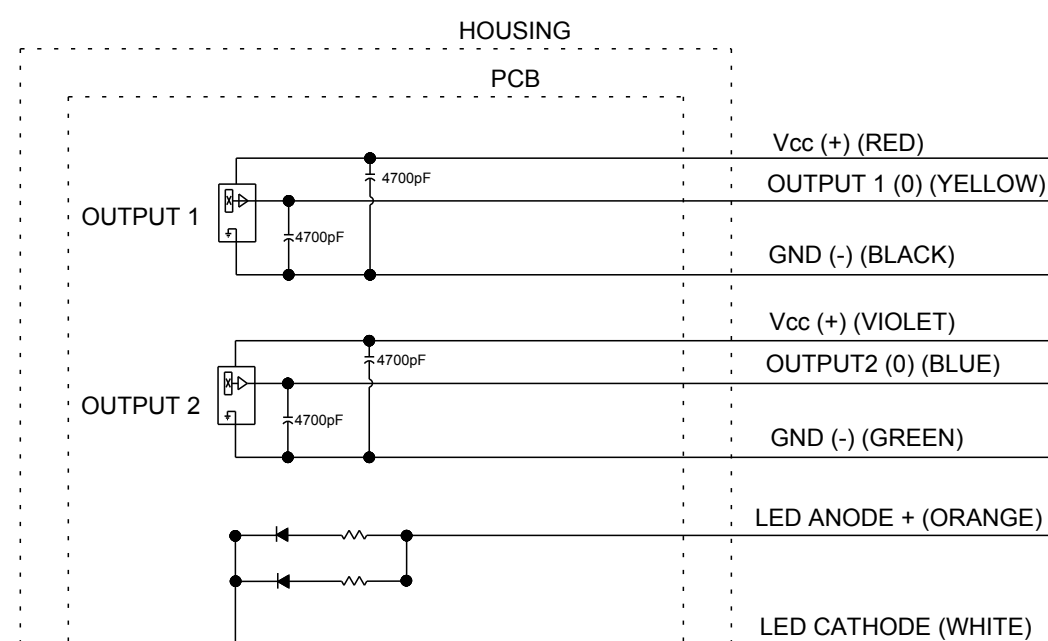 HOUSING
PCB
Vcc (+) (RED)
4700pF
OUTPUT 1 (0) (YELLOW)
OUTPUT 1
X
4700pF
GND (-) (BLACK)
Vcc (+) (VIOLET)
4700pF
OUTPUT2 (0) (BLUE)
X
OUTPUT 2
4700pF
GND (-) (GREEN)
LED ANODE + (ORANGE)
LED CATHODE (WHITE)